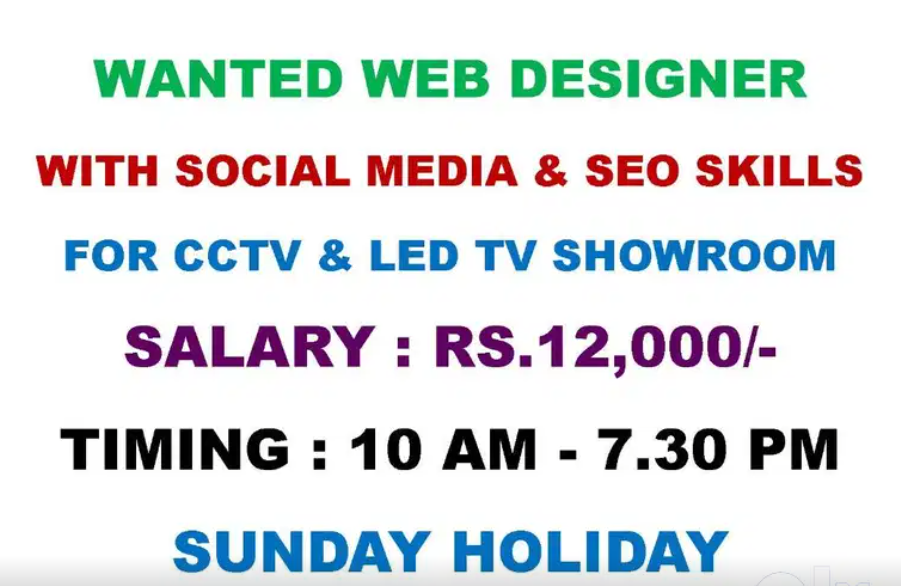 WANTED WEB DESIGNER
WITH SOCIAL MEDIA & SEO SKILLS
FOR CCTV & LED TV SHOWROOM
SALARY : RS.12,000/-
TIMING : 10 AM - 7.30 PM
SUNDAY HOLIDAY